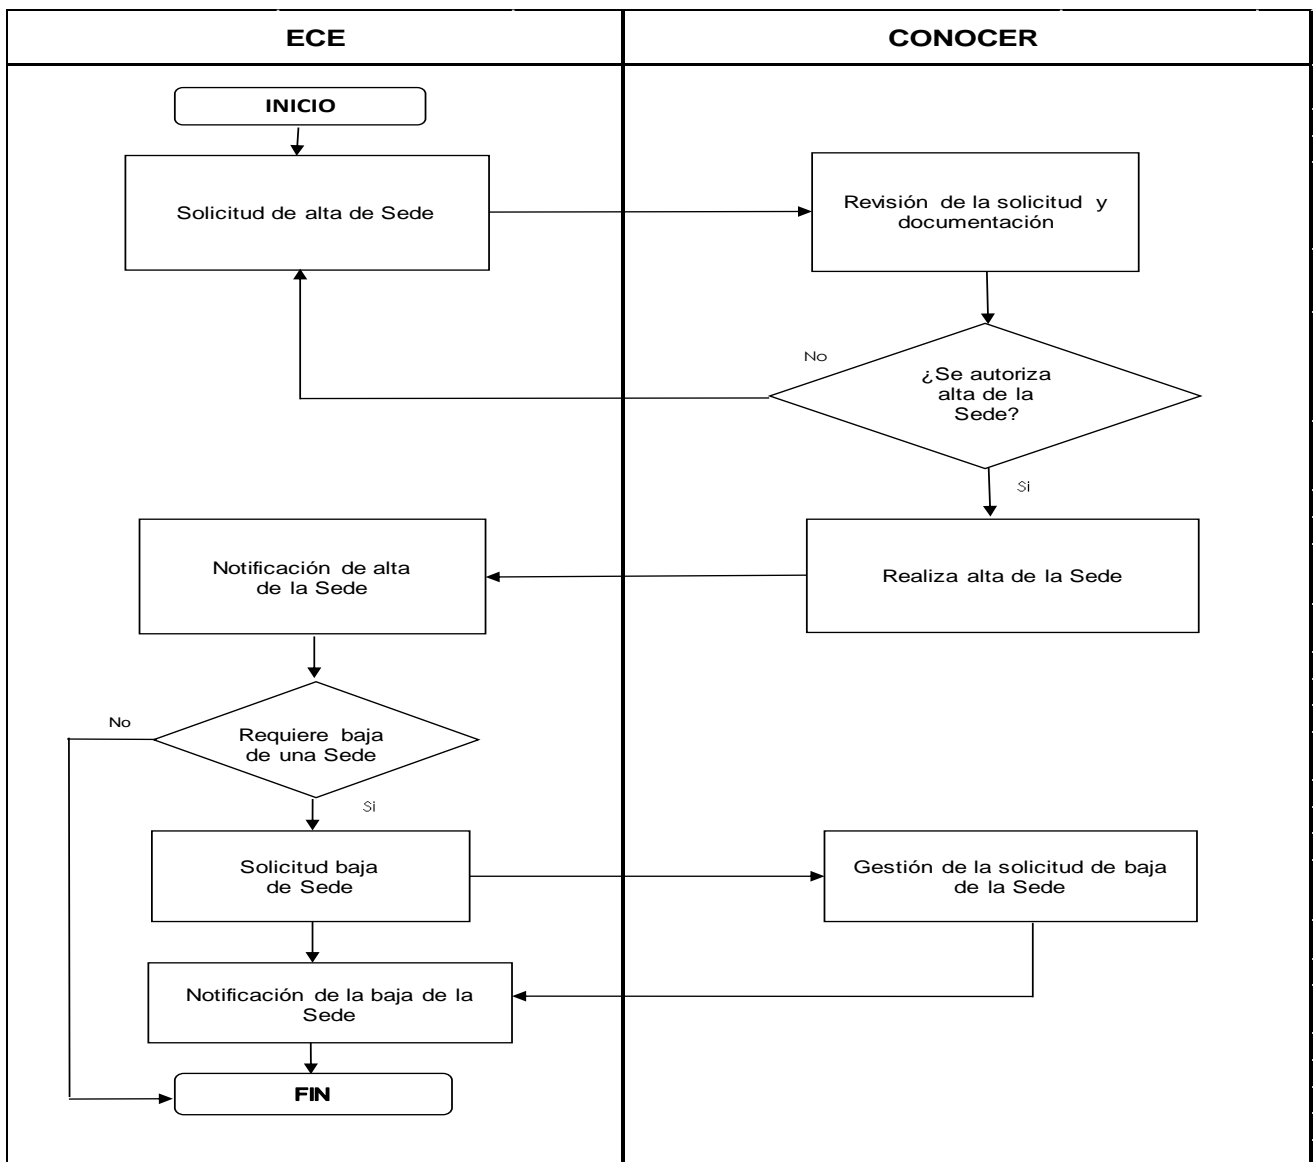 ECE
CONOCER
INICIO
Solicitud de alta de Sede
Revisión de la solicitud y
documentación
No
¿Se autoriza
alta de la
Sede?
Si
Notificación de alta
de la Sede
Realiza alta de la Sede
No
Requiere baja
de una Sede
Si
Solicitud baja
de Sede
Gestión de la solicitud de baja
de la Sede
Notificación de la baja de la
Sede
FIN